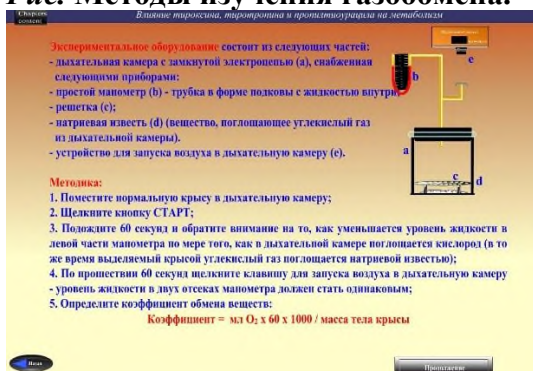 Рис. Методы изучения газообмена.
Chapters
content
Влияние тироксина, тиротропина и пропилтиоурацила на метаболизм
Экспериментальное оборудование состоит из следующих частей:
- дыхательная камера с замкнутой электроцепью (a), снабженная
следующими приборами:
- простой манометр (b) - трубка в форме подковы с жидкостью внутри;
- решетка (c);
- натриевая известь (d) (вещество, поглощающее углекислый газ
из дыхательной камеры).
- устройство для запуска воздуха в дыхательную камеру (e).
e
b
a
c
d
Методика:
1. Поместите нормальную крысу в дыхательную камеру;
2. Щелкните кнопку СТАРТ;
3. Подождите 60 секунд и обратите внимание на то, как уменьшается уровень жидкости в
левой части манометра по мере того, как в дыхательной камере поглощается кислород (в то
же время выделяемый крысой углекислый газ поглощается натриевой известью);
4. По прошествии 60 секунд щелкните клавишу для запуска воздуха в дыхательную камеру
- уровень жидкости в двух отсеках манометра должен стать одинаковым;
5. Определите коэффициент обмена веществ:
Коэффициент = мл O₂ x 60 x 1000 / масса тела крысы
Назад
Продолжение